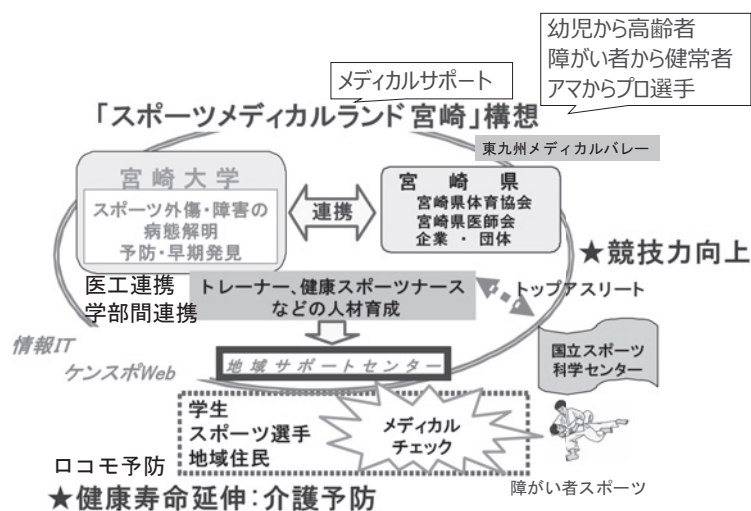 幼児から高齢者
障がい者から健常者
アマからプロ選手
メディカルサポート
「スポーツメディカルランド宮崎」構想
東九州メディカルバレー
宮崎大学
スポーツ外傷・障害の
病態解明
予防・早期発見
連携
宮崎県
宮崎県体育協会
宮崎県医師会
企業・団体
★競技力向上
医工連携
学部間連携
トレーナー、健康スポーツナース
などの人材育成
トップアスリート
情報IT
ケンスポWeb
地域サポートセンター
国立スポーツ
科学センター
学生
スポーツ選手
地域住民
メディカル
チェック
ロコモ予防
★健康寿命延伸：介護予防
障がい者スポーツ